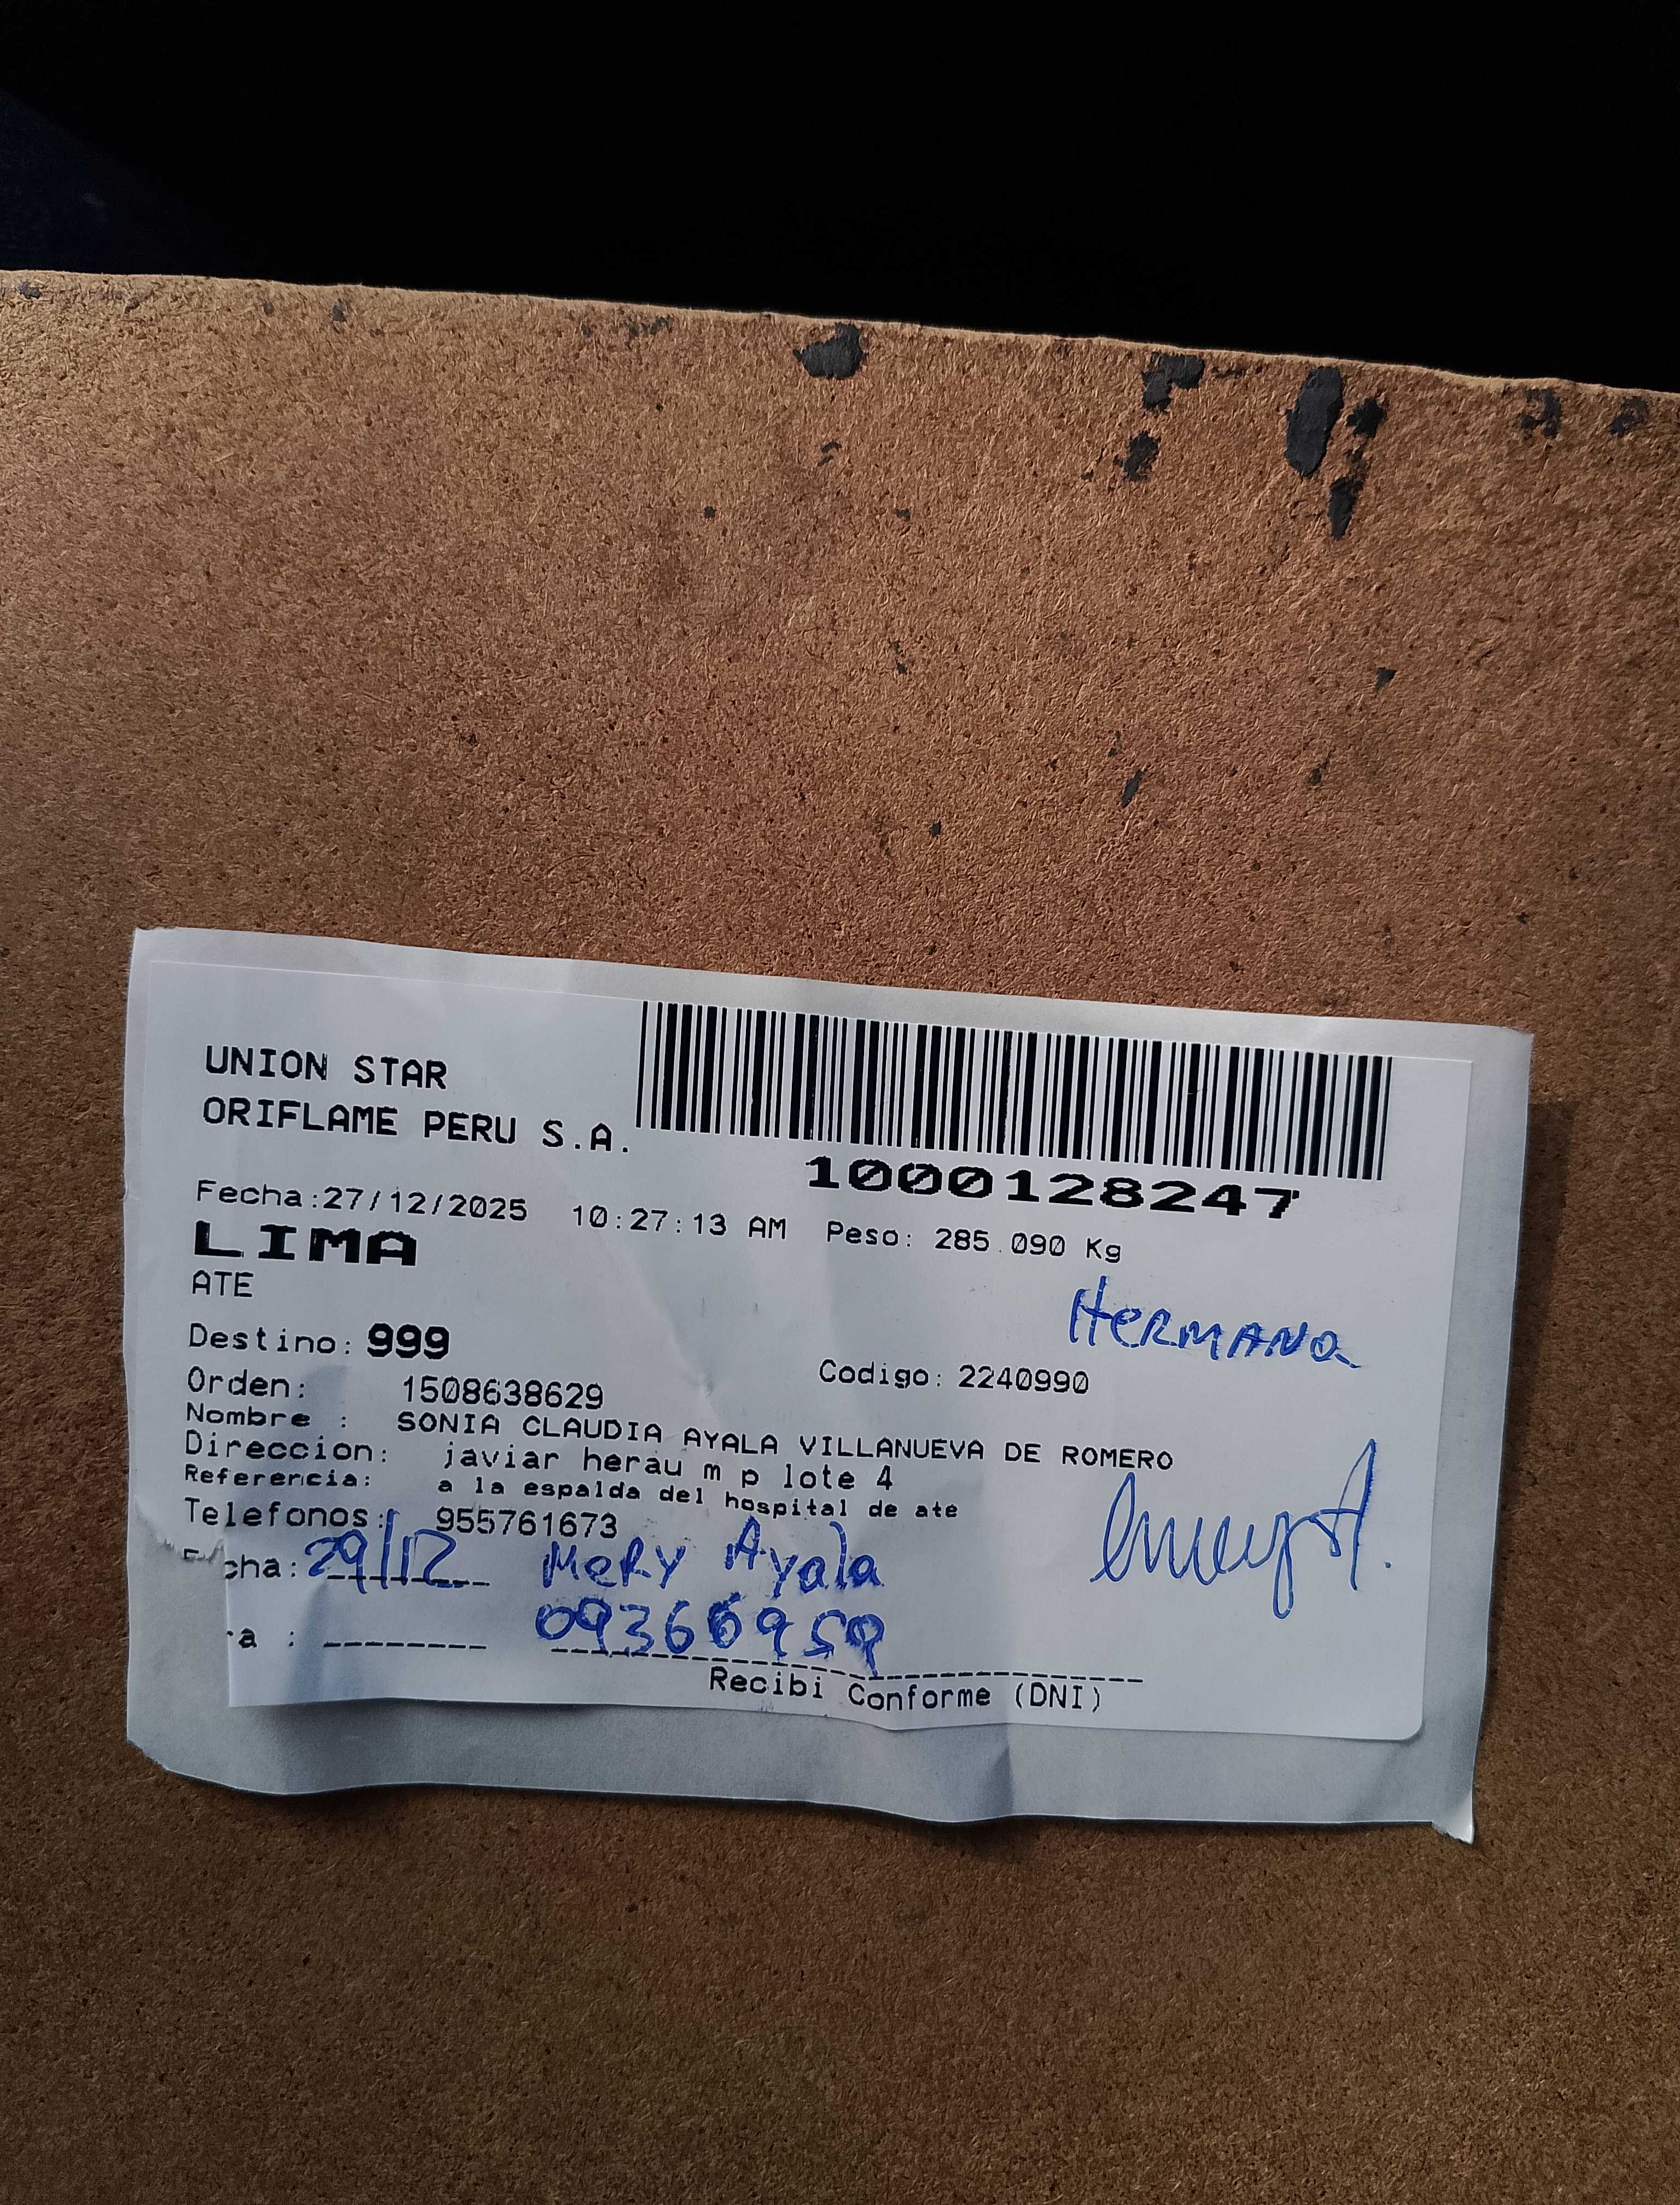 UNION STAR
ORIFLAME PERU S.A.
1000128247
Fecha:27/12/2025 10:27:13 AM Peso: 285.090 Kg
LIMA
ATE
HERMANA
Destino: 999
Codigo: 2240990
Orden: 1508638629
Nombre : SONIA CLAUDIA AYALA VILLANUEVA DE ROMERO
Direccion: javiar herau m p lote 4
Referencia: a la espalda del hospital de ate
Telefonos: 955761673
cha: 29/12 MERY Ayala
ra : 09366959
Recibi Conforme (DNI)